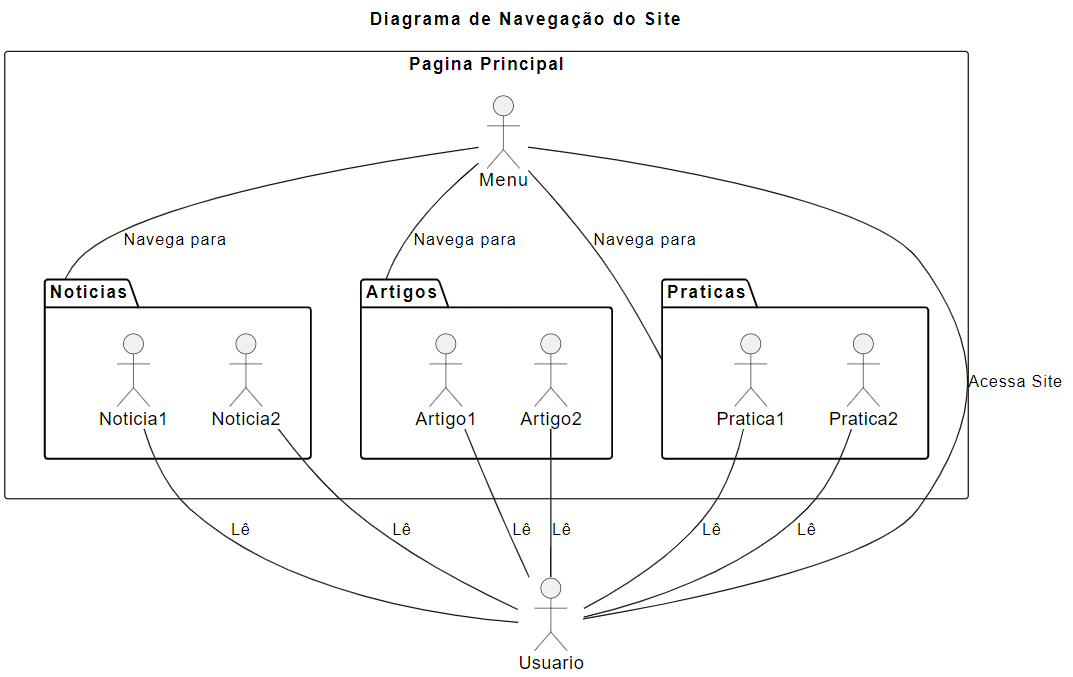 Diagrama de Navegação do Site
Pagina Principal
Menu
Navega para
Navega para
Navega para
Noticias
Artigos
Praticas
Acessa Site
Noticia1
Noticia2
Artigo1
Artigo2
Pratica1
Pratica2
Lê
Lê
Lê
Lê
Lê
Lê
Usuario